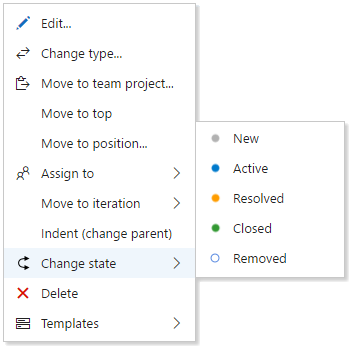 Edit...
Change type...
Move to team project...
Move to top
Move to position...
Assign to
Move to iteration
Indent (change parent)
Change state
Delete
Templates
New
Active
Resolved
Closed
Removed